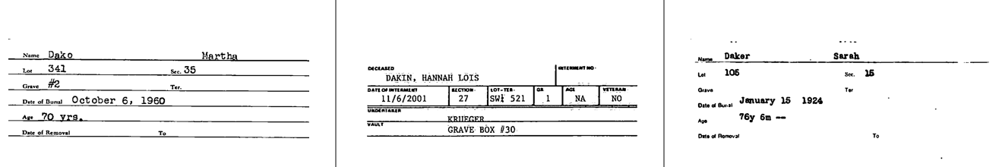 Name Dako Martha
Lot 341 Sec. 35
Grave #2 Ter.
Date of Burial October 6, 1960
Age 70 yrs.
Date of Removal To
DECEASED INTERMENT NO.
DAKIN, HANNAH LOIS
DATE OF INTERMENT SECTION LOT-TER. GR. AGE VETERAN
11/6/2001 27 SW¼ 521 1 NA NO
UNDERTAKER
KRUEGER
VAULT
GRAVE BOX #30
Name Daker Sarah
Lot 105 Sec. 15
Grave Ter
Date of Burial January 15 1924
Age 76y 6m --
Date of Removal To